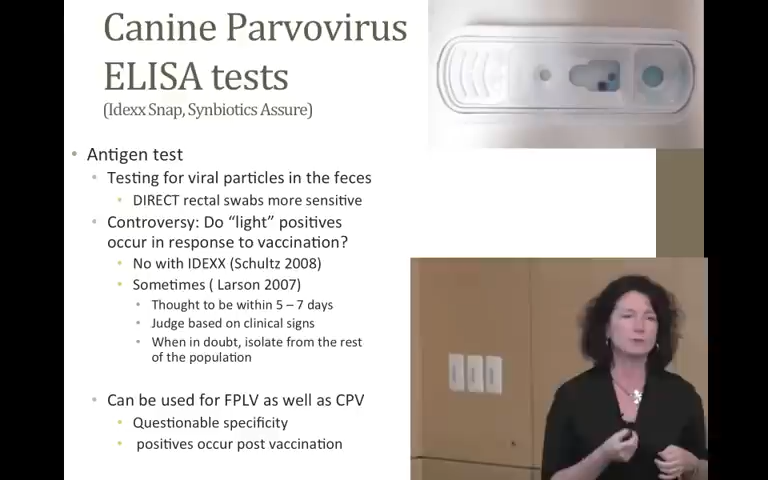 Canine Parvovirus
ELISA tests
(Idexx Snap, Synbiotics Assure)
• Antigen test
• Testing for viral particles in the feces
• DIRECT rectal swabs more sensitive
• Controversy: Do “light” positives
occur in response to vaccination?
• No with IDEXX (Schultz 2008)
• Sometimes ( Larson 2007)
• Thought to be within 5 – 7 days
• Judge based on clinical signs
• When in doubt, isolate from the rest
of the population
• Can be used for FPLV as well as CPV
• Questionable specificity
• positives occur post vaccination